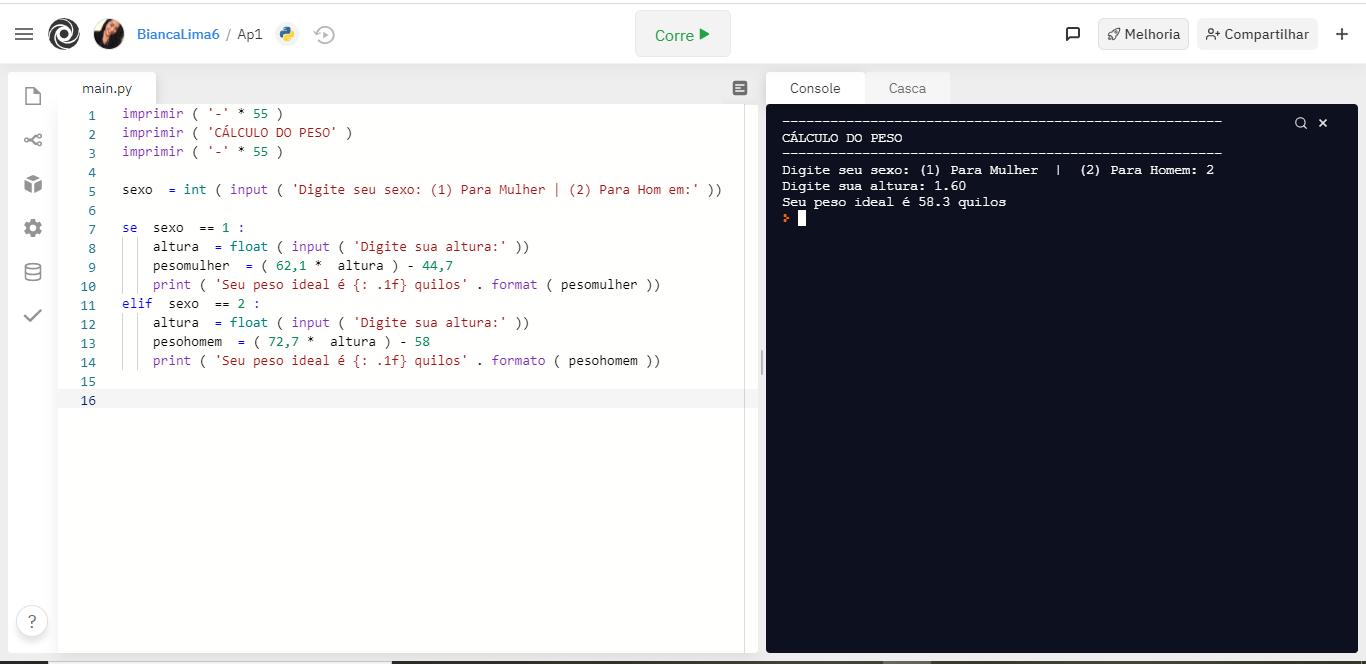 BiancaLima6 / Ap1
Corre
Melhoria
Compartilhar
main.py
1 imprimir ( '-' * 55 )
2 imprimir ( 'CÁLCULO DO PESO' )
3 imprimir ( '-' * 55 )
4
5 sexo = int ( input ( 'Digite seu sexo: (1) Para Mulher | (2) Para Hom em:' ))
6
7 se sexo == 1 :
8 altura = float ( input ( 'Digite sua altura:' ))
9 pesomulher = ( 62,1 * altura ) - 44,7
10 print ( 'Seu peso ideal é {: .1f} quilos' . format ( pesomulher ))
11 elif sexo == 2 :
12 altura = float ( input ( 'Digite sua altura:' ))
13 pesohomem = ( 72,7 * altura ) - 58
14 print ( 'Seu peso ideal é {: .1f} quilos' . formato ( pesohomem ))
15
16
?
Console
Casca
-------------------------------------------------------
CÁLCULO DO PESO
-------------------------------------------------------
Digite seu sexo: (1) Para Mulher | (2) Para Homem: 2
Digite sua altura: 1.60
Seu peso ideal é 58.3 quilos